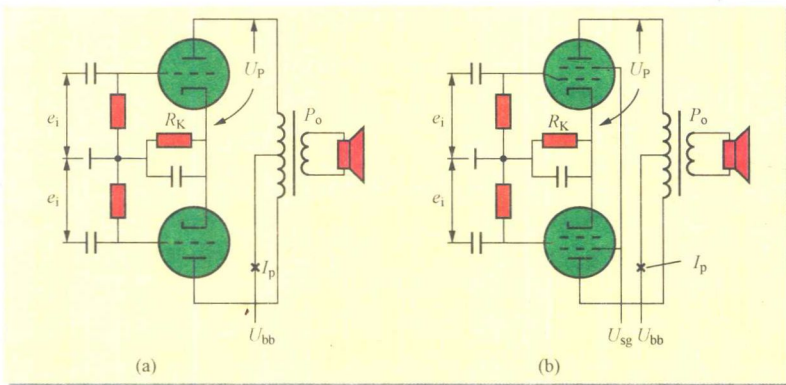 U_P
P_o
e_i
R_K
e_i
I_p
U_bb
(a)
U_P
P_o
e_i
R_K
e_i
I_p
U_sg U_bb
(b)